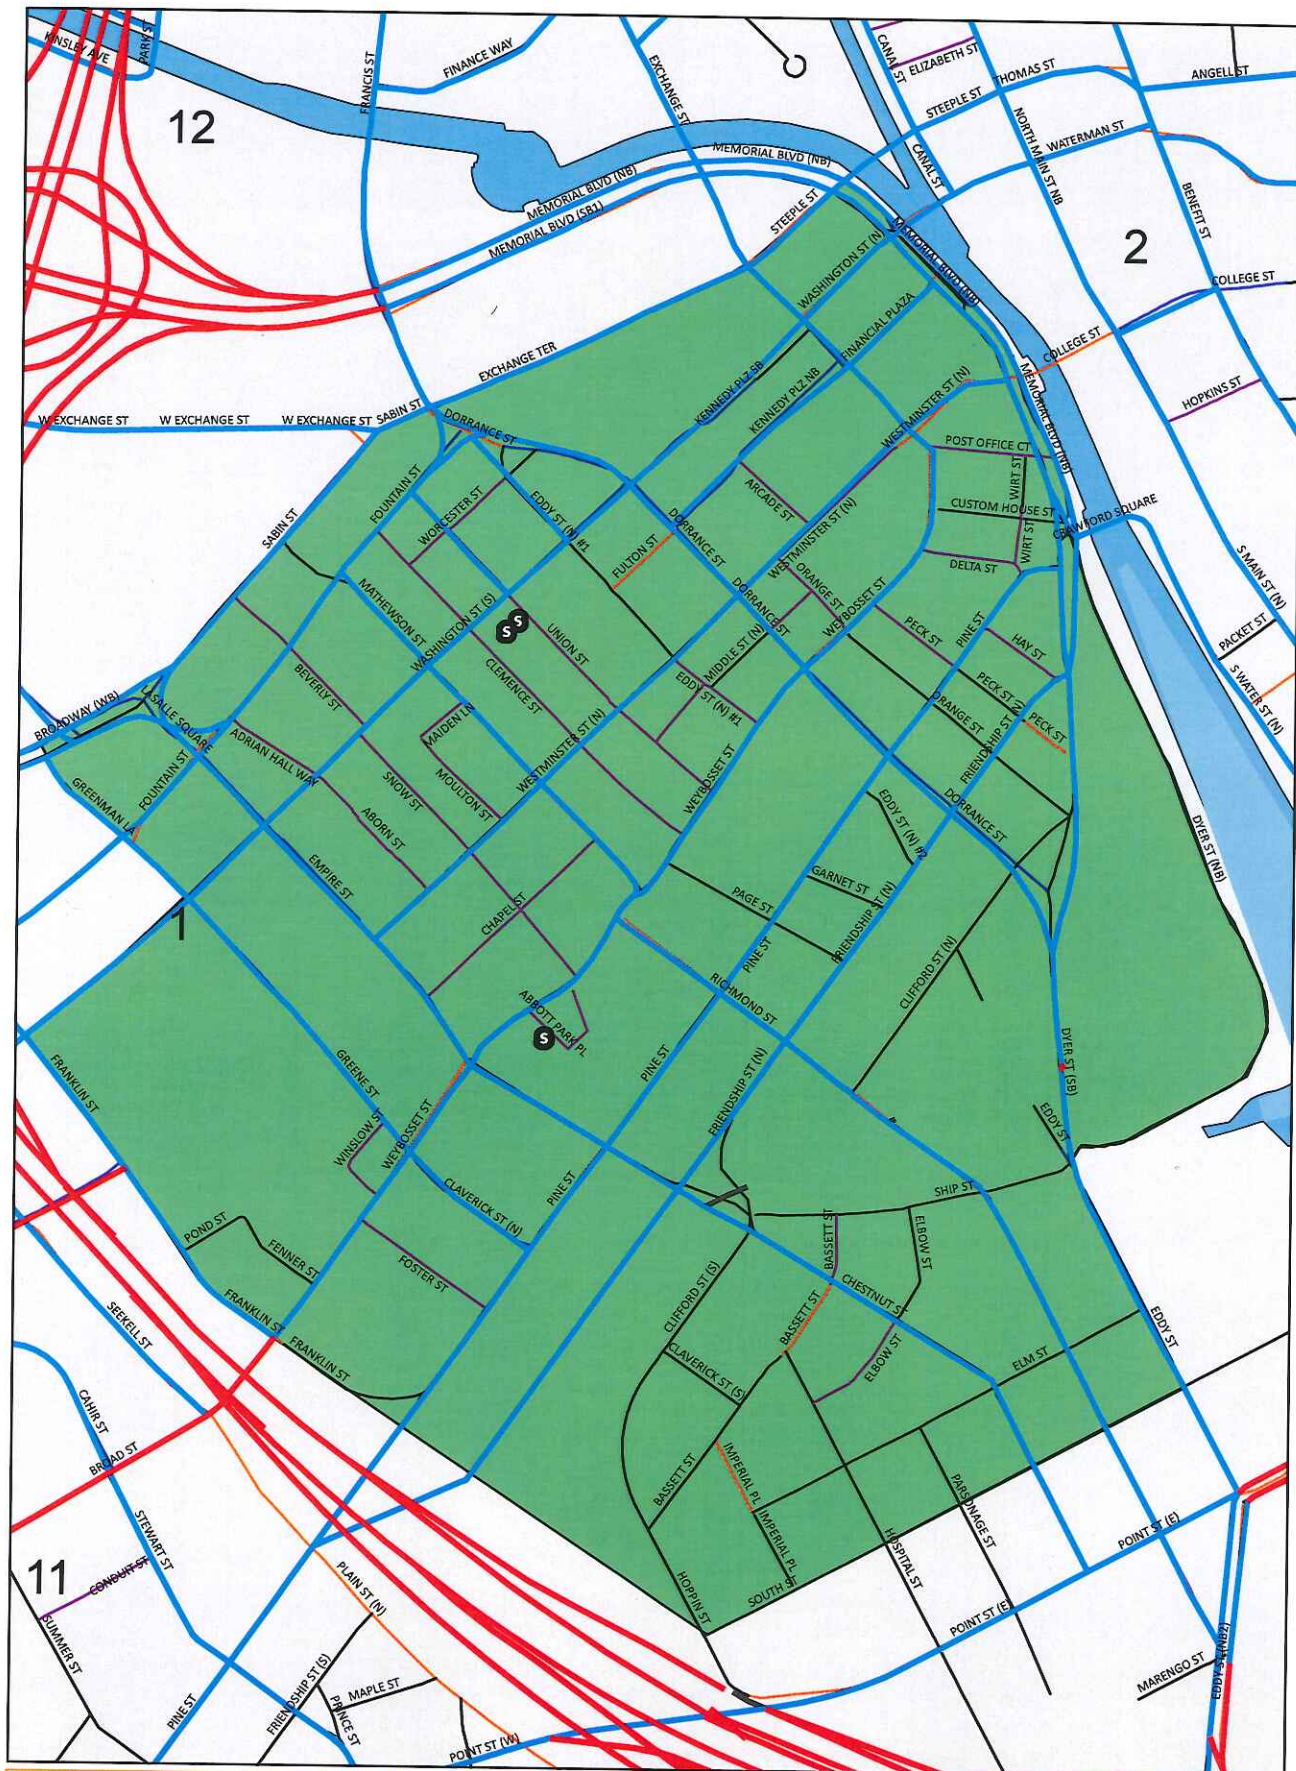 KINSLEY AVE
PARK ST
FRANCIS ST
FINANCE WAY
EXCHANGE ST
CANAL ST
ELIZABETH ST
THOMAS ST
ANGELL ST
STEEPLE ST
12
NORTH MAIN ST NB
WATERMAN ST
CANAL ST
MEMORIAL BLVD (NB)
MEMORIAL BLVD (NB)
MEMORIAL BLVD (SB1)
STEEPLE ST
BENEFIT ST
2
WASHINGTON ST (N)
MEMORIAL BLVD (NB)
COLLEGE ST
FINANCIAL PLAZA
EXCHANGE TER
COLLEGE ST
KENNEDY PLZ SB
KENNEDY PLZ NB
WESTMINSTER ST (N)
MEMORIAL BLVD (NB)
HOPKINS ST
W EXCHANGE ST
W EXCHANGE ST
W EXCHANGE ST
SABIN ST
DORRANCE ST
POST OFFICE CT
FOUNTAIN ST
WORCESTER ST
EDDY ST (N) #1
ARCADE ST
WIRT ST
CUSTOM HOUSE ST
CRAWFORD SQUARE
SABIN ST
FULTON ST
DORRANCE ST
WESTMINSTER ST (N)
WIRT ST
DELTA ST
S MAIN ST (N)
MATHEWSON ST
WASHINGTON ST (S)
S
S
UNION ST
DORRANCE ST
ORANGE ST
WEYBOSSET ST
PECK ST
PINE ST
HAY ST
PACKET ST
BEVERLY ST
CLEMENCE ST
MIDDLE ST (N)
EDDY ST (N) #1
PECK ST
ORANGE ST
FRIENDSHIP ST N
PECK ST
S WATER ST (N)
BROADWAY (WB)
LASALLE SQUARE
ADRIAN HALL WAY
MAIDEN LN
WESTMINSTER ST (N)
WEYBOSSET ST
GREENMAN LA
FOUNTAIN ST
SNOW ST
MOULTON ST
EDDY ST (N) #2
DORRANCE ST
DYER ST (NB)
ABORN ST
EMPIRE ST
GARNET ST
FRIENDSHIP ST (N)
PAGE ST
CHAPEL ST
1
PINE ST
RICHMOND ST
CLIFFORD ST (N)
ABBOTT PARK PL
S
PINE ST
FRIENDSHIP ST (N)
DYER ST (SB)
FRANKLIN ST
GREENE ST
WINSLOW ST
WEYBOSSET ST
CLAVERICK ST (N)
PINE ST
EDDY ST
SHIP ST
POND ST
FENNER ST
FOSTER ST
CLIFFORD ST (S)
BASSETT ST
ELBOW ST
CHESTNUT ST
BASSETT ST
EDDY ST
SEEKELL ST
FRANKLIN ST
FRANKLIN ST
CLAVERICK ST (S)
ELBOW ST
ELM ST
CAHIR ST
BROAD ST
BASSETT ST
IMPERIAL PL
PARSONAGE ST
STEWART ST
IMPERIAL PL
HOSPITAL ST
POINT ST (E)
11
CONDUIT ST
PLAIN ST (N)
HOPPIN ST
SOUTH ST
POINT ST (E)
SUMMER ST
FRIENDSHIP ST (S)
MAPLE ST
PRINCE ST
PINE ST
POINT ST (W)
MARENGO ST
EDDY ST (NB2)